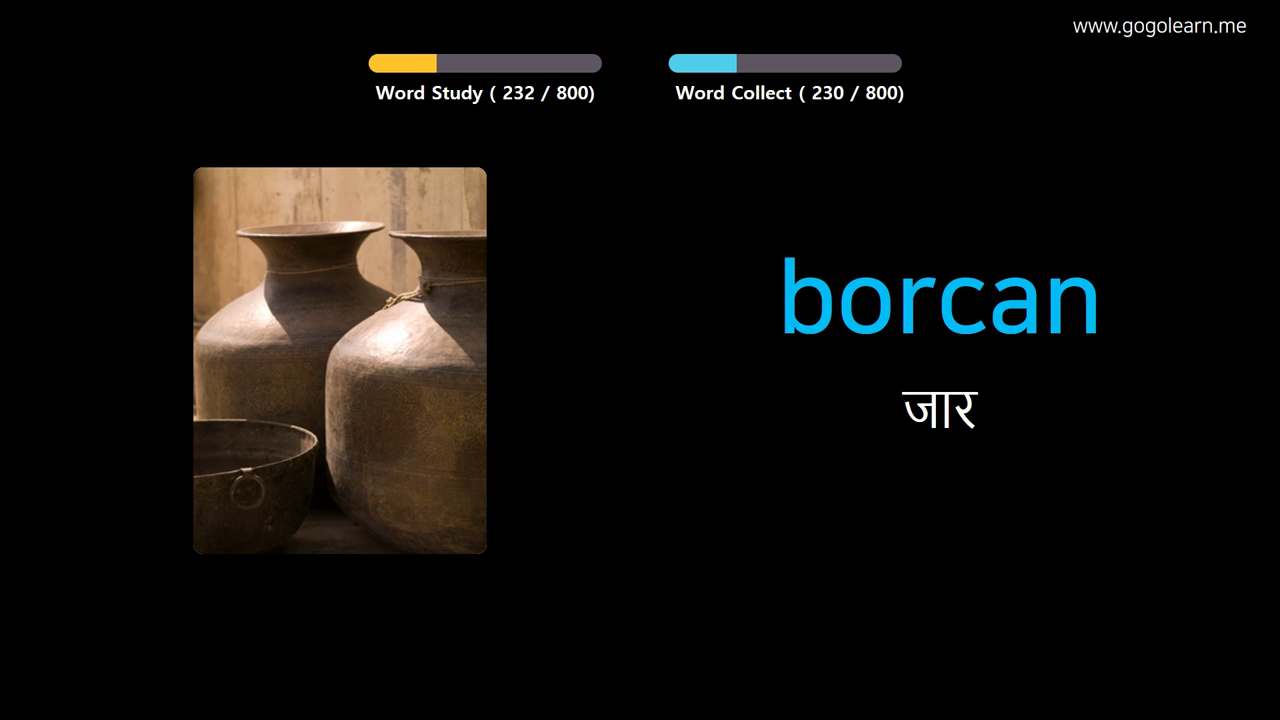 www.gogolearn.me
Word Study ( 232 / 800)
Word Collect ( 230 / 800)
borcan
जार